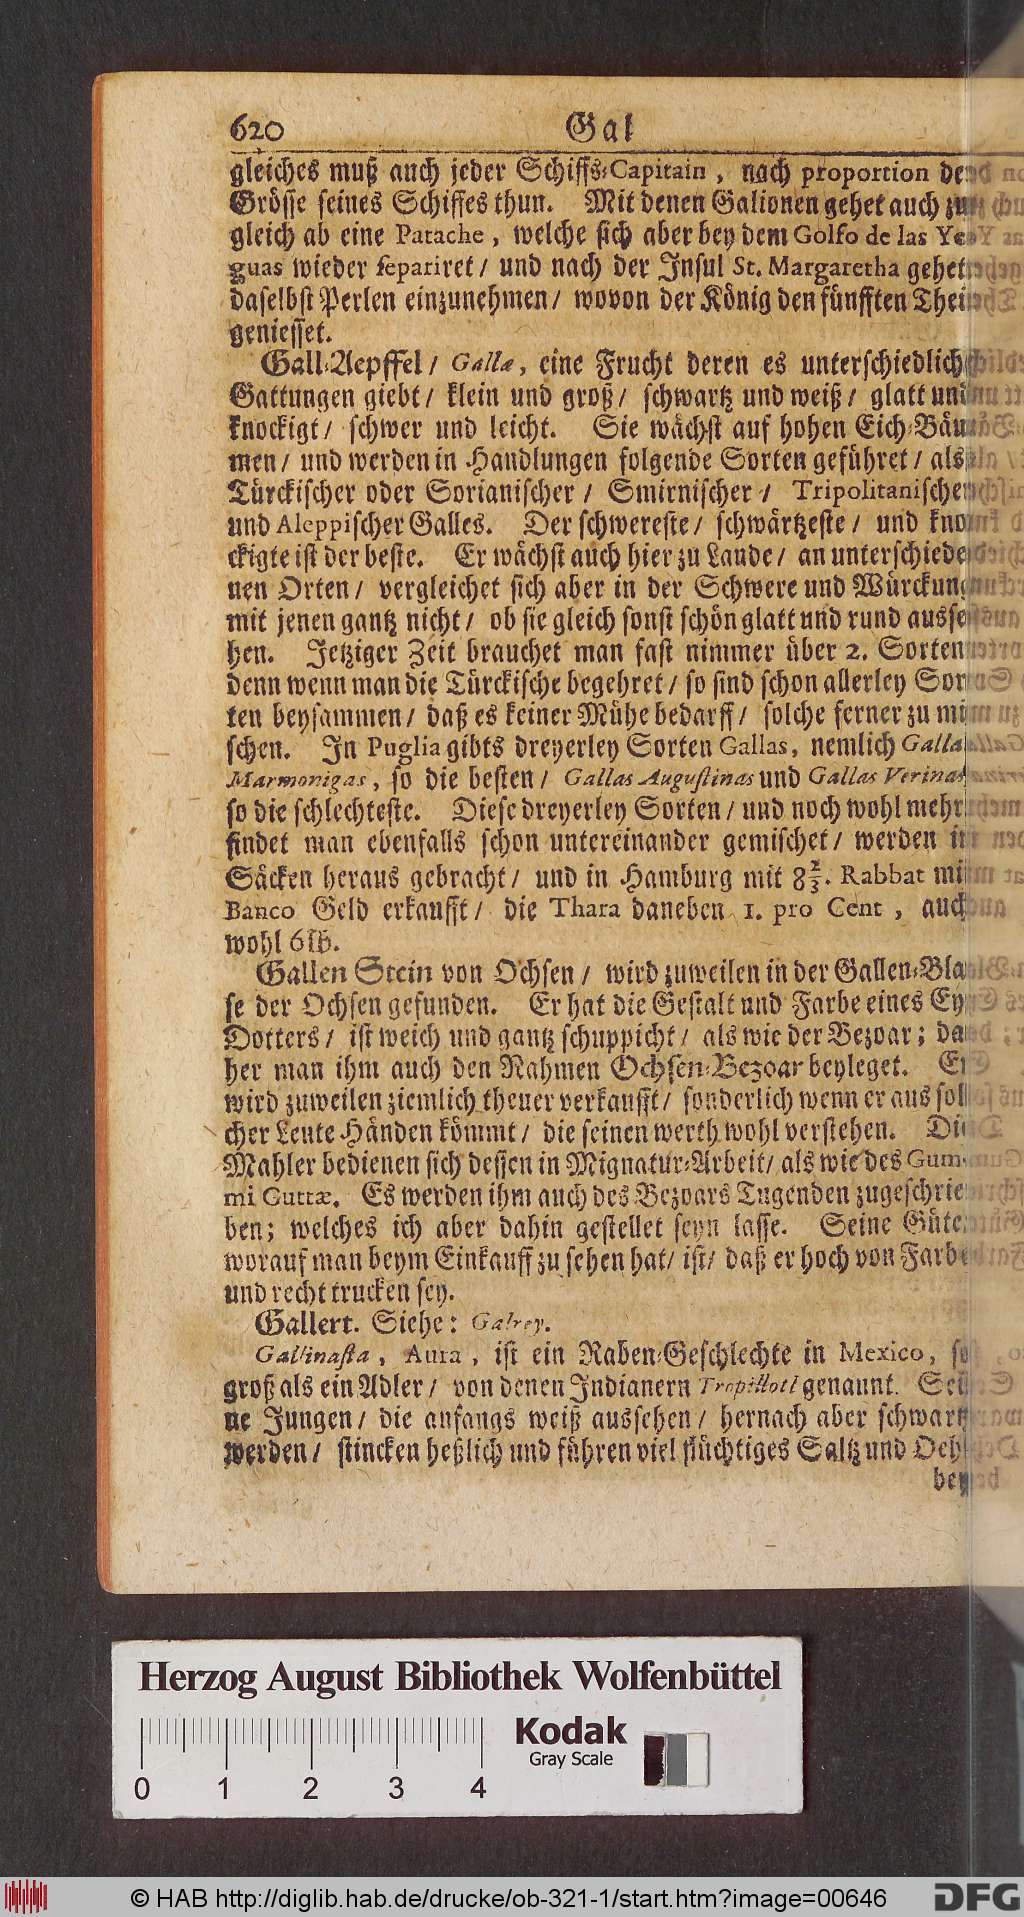 620 Gal
gleiches muß auch jeder Schiffs-Capitain, nach proportion der
Grösse seines Schiffes thun. Mit denen Galionen gehet auch zu-
gleich ab eine Patache, welche sich aber bey dem Golfo de las Ye-
guas wieder separiret/ und nach der Insul St. Margaretha gehet/
daselbst Perlen einzunehmen/ wovon der König den fünfften Theil
geniesset.
Gall-Aepffel/ Gallæ, eine Frucht deren es unterschiedliche
Gattungen giebt/ klein und groß/ schwartz und weiß/ glatt und
knockigt/ schwer und leicht. Sie wächst auf hohen Eich-Bäu-
men/ und werden in Handlungen folgende Sorten geführet/ als
Türckischer oder Sorianischer/ Smirnischer/ Tripolitanischer
und Aleppischer Galles. Der schwereste/ schwärtzeste/ und kno-
ckigte ist der beste. Er wächst auch hier zu Lande/ an unterschiede-
nen Orten/ vergleichet sich aber in der Schwere und Würckung
mit jenen gantz nicht/ ob sie gleich sonst schön glatt und rund ausse-
hen. Jetziger Zeit brauchet man fast nimmer über 2. Sorten
denn wenn man die Türckische begehret/ so sind schon allerley Sor-
ten beysammen/ daß es keiner Mühe bedarff/ solche ferner zu mi-
schen. In Puglia gibts dreyerley Sorten Gallas, nemlich Gallas
Marmonigas, so die besten/ Gallas Augustinas und Gallas Verinas
so die schlechteste. Diese dreyerley Sorten/ und noch wohl mehr
findet man ebenfalls schon untereinander gemischet/ werden in
Säcken heraus gebracht/ und in Hamburg mit 8⅔. Rabbat mit
Banco Geld erkaufft/ die Thara daneben 1. pro Cent, auch
wohl 6lb.
Gallen Stein von Ochsen/ wird zuweilen in der Gallen-Bla-
se der Ochsen gefunden. Er hat die Gestalt und Farbe eines Ey-
Dotters/ ist weich und gantz schuppicht/ als wie der Bezoar; da-
her man ihm auch den Nahmen Ochsen-Bezoar beyleget. Er
wird zuweilen ziemlich theuer verkaufft/ sonderlich wenn er aus sol-
cher Leute Händen kömmt/ die seinen werth wohl verstehen. Die
Mahler bedienen sich dessen in Mignatur-Arbeit/ als wie des Gum-
mi Guttæ. Es werden ihm auch des Bezoars Tugenden zugeschrie-
ben; welches ich aber dahin gestellet seyn lasse. Seine Güte
worauf man beym Einkauff zu sehen hat/ ist/ daß er hoch von Farbe
und recht trucken sey.
Gallert. Siehe: Galrey.
Gallinassa, Aura, ist ein Raben-Geschlechte in Mexico, so
groß als ein Adler/ von denen Indianern Tropillotl genannt. Sei-
ne Jungen/ die anfangs weiß aussehen/ hernach aber schwartz
werden/ stincken heßlich und führen viel flüchtiges Saltz und Oehl
bey
Herzog August Bibliothek Wolfenbüttel
Kodak
Gray Scale
0 1 2 3 4
© HAB http://diglib.hab.de/drucke/ob-321-1/start.htm?image=00646
DFG